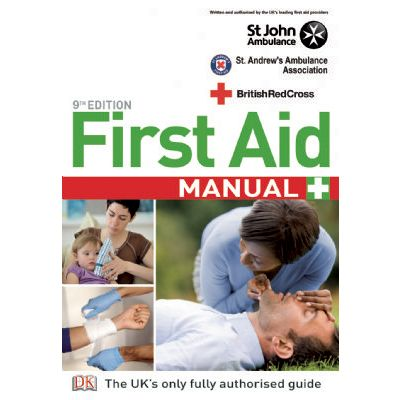 Written and authorised by the UK's leading first aid providers
St John
Ambulance
St. Andrew's Ambulance
Association
BritishRedCross
9TH EDITION
First Aid
MANUAL
DK The UK's only fully authorised guide